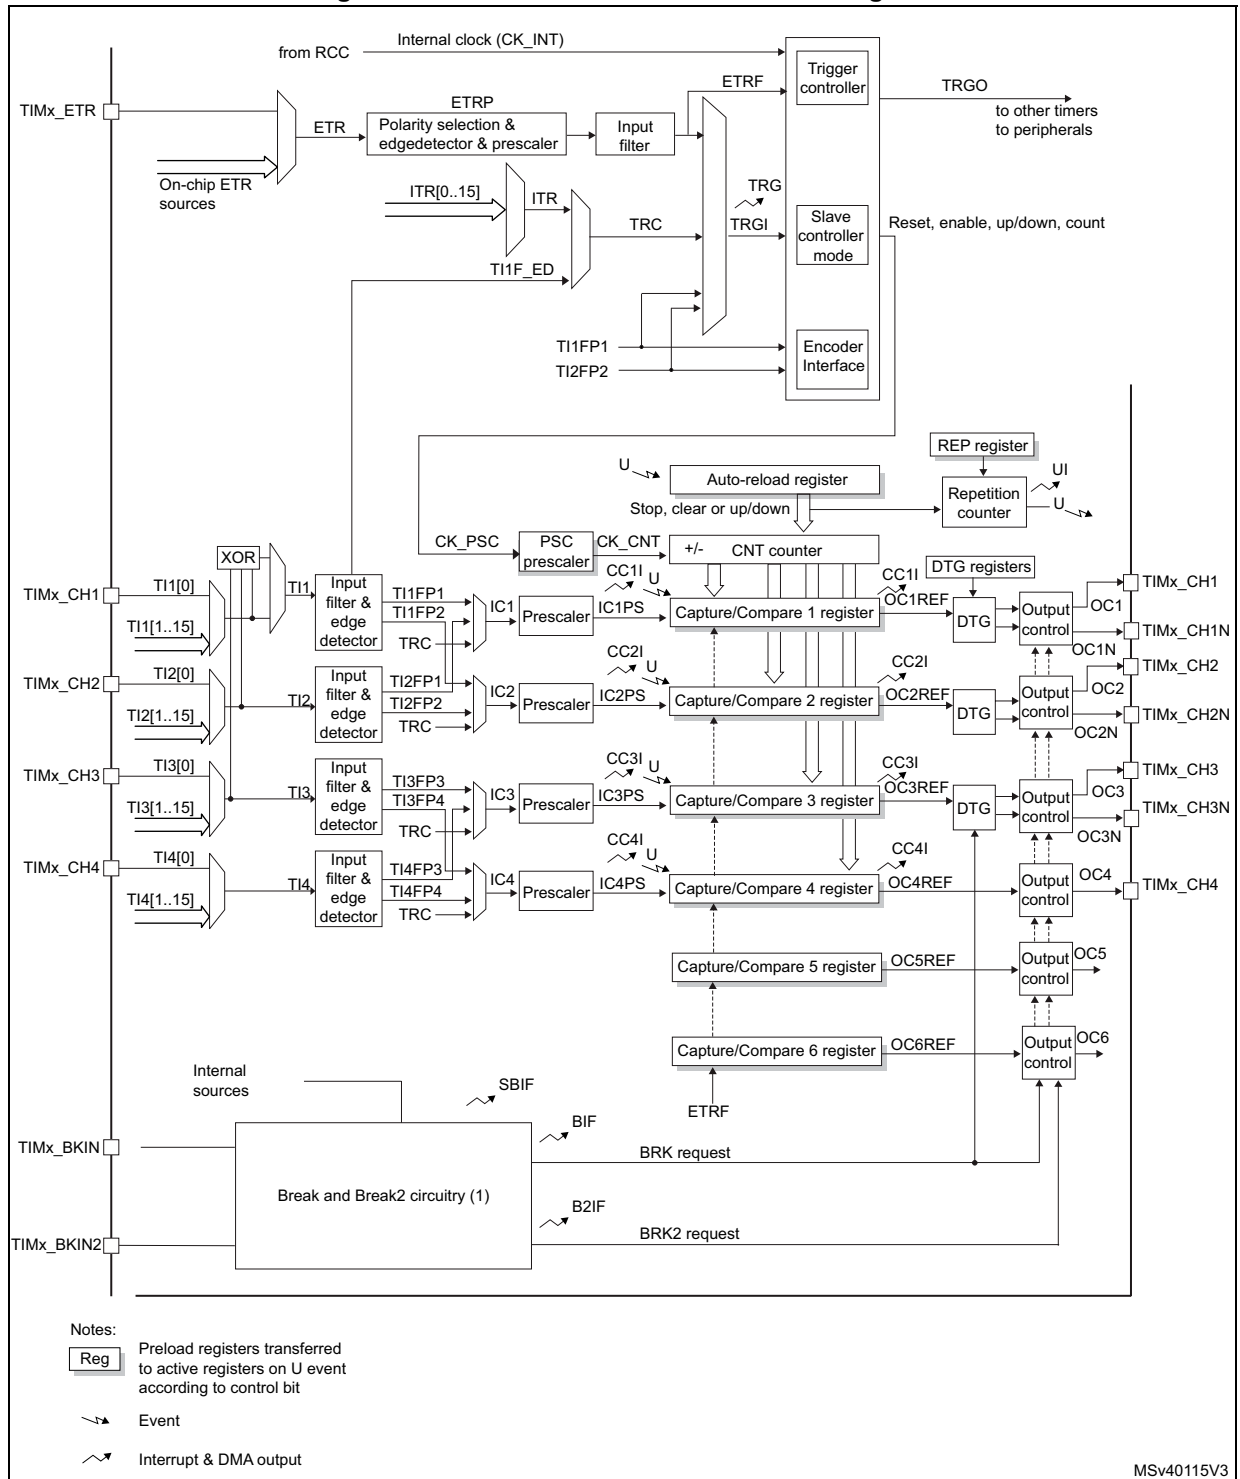 Internal clock (CK_INT)
from RCC
Trigger
controller
ETRF
TRGO
to other timers
to peripherals
TIMx_ETR
ETR
ETRP
Polarity selection &
edgedetector & prescaler
Input
filter
On-chip ETR
sources
ITR[0..15]
ITR
TRG
TRC
TRGI
Slave
controller
mode
Reset, enable, up/down, count
TI1F_ED
TI1FP1
TI2FP2
Encoder
Interface
REP register
U
Auto-reload register
UI
Repetition
counter
U
Stop, clear or up/down
CK_PSC
PSC
prescaler
CK_CNT
+/-
CNT counter
DTG registers
XOR
TIMx_CH1
TI1[0]
TI1[1..15]
TI1
Input
filter &
edge
detector
TI1FP1
TI1FP2
TRC
IC1
Prescaler
IC1PS
CC1I
U
Capture/Compare 1 register
CC1I
OC1REF
DTG
Output
control
OC1
TIMx_CH1
TIMx_CH1N
OC1N
TIMx_CH2
TI2[0]
TI2[1..15]
TI2
Input
filter &
edge
detector
TI2FP1
TI2FP2
TRC
IC2
Prescaler
IC2PS
CC2I
U
Capture/Compare 2 register
CC2I
OC2REF
DTG
Output
control
TIMx_CH2
OC2
TIMx_CH2N
OC2N
TIMx_CH3
TI3[0]
TI3[1..15]
TI3
Input
filter &
edge
detector
TI3FP3
TI3FP4
TRC
IC3
Prescaler
IC3PS
CC3I
U
Capture/Compare 3 register
CC3I
OC3REF
DTG
Output
control
TIMx_CH3
OC3
TIMx_CH3N
OC3N
TIMx_CH4
TI4[0]
TI4[1..15]
TI4
Input
filter &
edge
detector
TI4FP3
TI4FP4
TRC
IC4
Prescaler
IC4PS
CC4I
U
Capture/Compare 4 register
CC4I
OC4REF
Output
control
OC4
TIMx_CH4
Capture/Compare 5 register
OC5REF
Output
control
OC5
Capture/Compare 6 register
OC6REF
Output
control
OC6
ETRF
Internal
sources
SBIF
TIMx_BKIN
BIF
BRK request
Break and Break2 circuitry (1)
TIMx_BKIN2
B2IF
BRK2 request
Notes:
Reg
Preload registers transferred
to active registers on U event
according to control bit
Event
Interrupt & DMA output
MSv40115V3